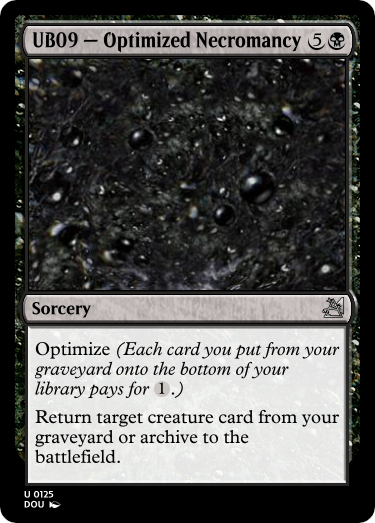 UB09 — Optimized Necromancy 5
Sorcery
Optimize (Each card you put from your
graveyard onto the bottom of your
library pays for 1.)
Return target creature card from your
graveyard or archive to the
battlefield.
U 0125
DOU